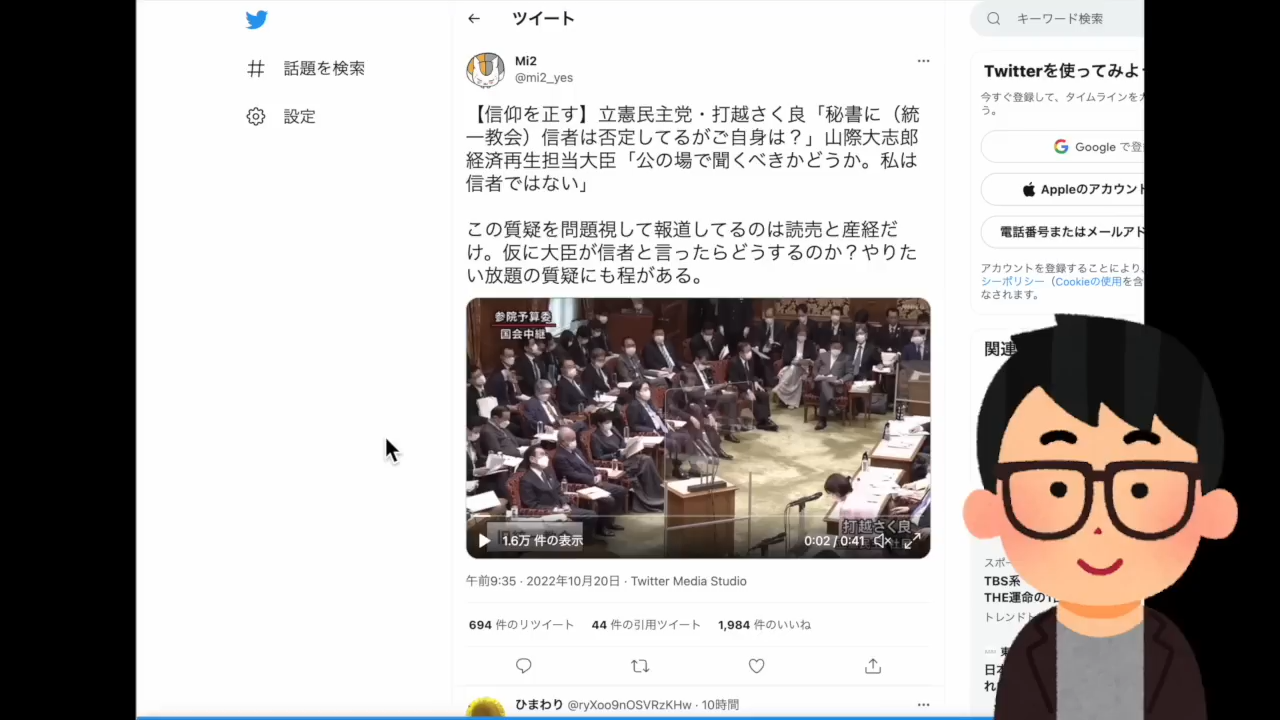 ツイート
キーワード検索
話題を検索
設定
Mi2
@mi2_yes
【信仰を正す】立憲民主党・打越さく良「秘書に（統
一教会）信者は否定してるがご自身は？」山際大志郎
経済再生担当大臣「公の場で聞くべきかどうか。私は
信者ではない」
この質疑を問題視して報道してるのは読売と産経だ
け。仮に大臣が信者と言ったらどうするのか？やりた
い放題の質疑にも程がある。
参院予算委
国会中継
打越さく良
1.6万 件の表示
0:02 / 0:41
午前9:35 · 2022年10月20日 · Twitter Media Studio
694 件のリツイート 44 件の引用ツイート 1,984 件のいいね
ひまわり @ryXoo9nOSVRzKHw · 10時間
Twitterを使ってみよ
今すぐ登録して、タイムラインを
う。
Google で登
Appleのアカウント
電話番号またはメールアド
アカウントを登録することにより、
シーポリシー（Cookieの使用を含
なされます。
関連
スポー
TBS系
THE運命の1
トレンドト
日本
れ